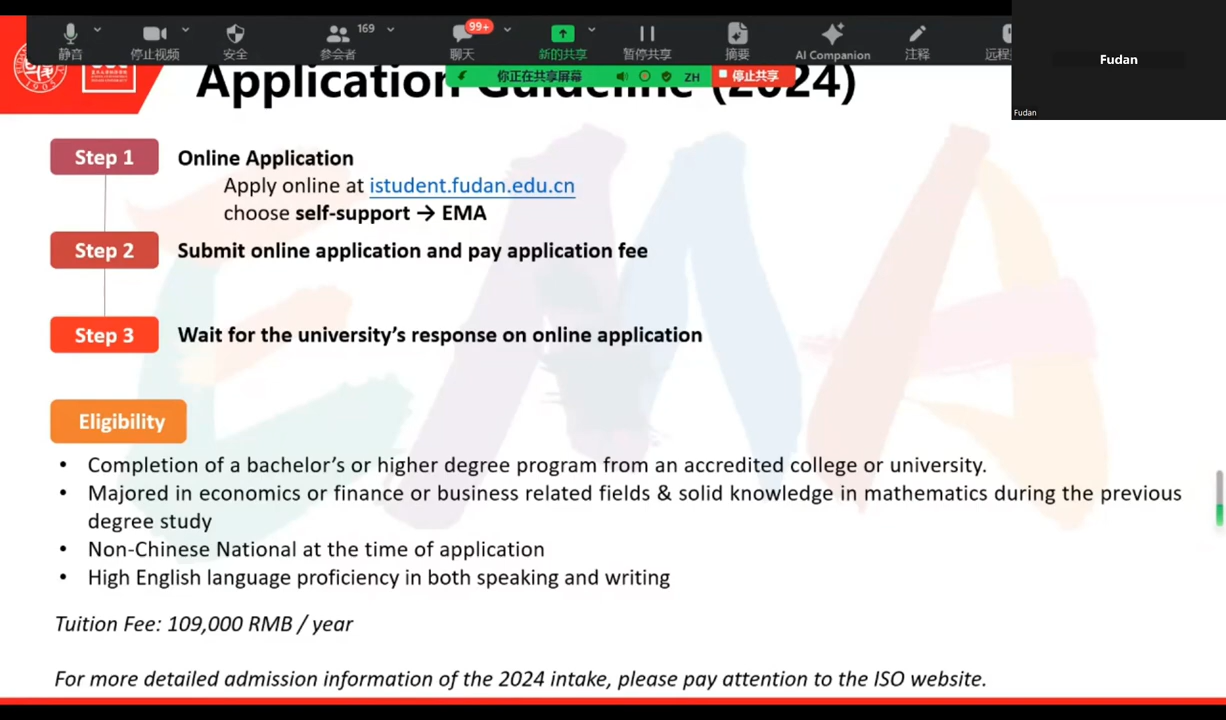 静音
停止视频
安全
169
参会者
99+
聊天
新的共享
暂停共享
摘要
AI Companion
注释
Fudan
Fudan
你正在共享屏幕
ZH
停止共享
Application Guideline (2024)
Step 1
Online Application
Apply online at istudent.fudan.edu.cn
choose self-support → EMA
Step 2
Submit online application and pay application fee
Step 3
Wait for the university’s response on online application
Eligibility
• Completion of a bachelor’s or higher degree program from an accredited college or university.
• Majored in economics or finance or business related fields & solid knowledge in mathematics during the previous
degree study
• Non-Chinese National at the time of application
• High English language proficiency in both speaking and writing
Tuition Fee: 109,000 RMB / year
For more detailed admission information of the 2024 intake, please pay attention to the ISO website.
EMA